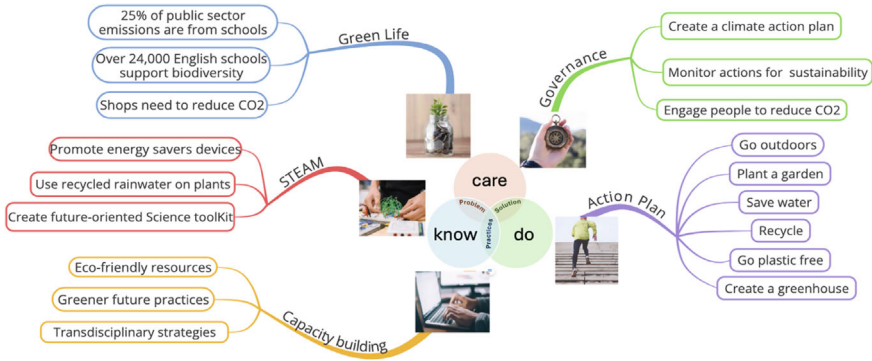 25% of public sector
emissions are from schools
Over 24,000 English schools
support biodiversity
Shops need to reduce CO2
Green Life
Promote energy savers devices
Use recycled rainwater on plants
Create future-oriented Science toolKit
STEAM
Eco-friendly resources
Greener future practices
Transdisciplinary strategies
Capacity building
care
know
do
Problem
Solution
Practices
Governance
Create a climate action plan
Monitor actions for sustainability
Engage people to reduce CO2
Action Plan
Go outdoors
Plant a garden
Save water
Recycle
Go plastic free
Create a greenhouse